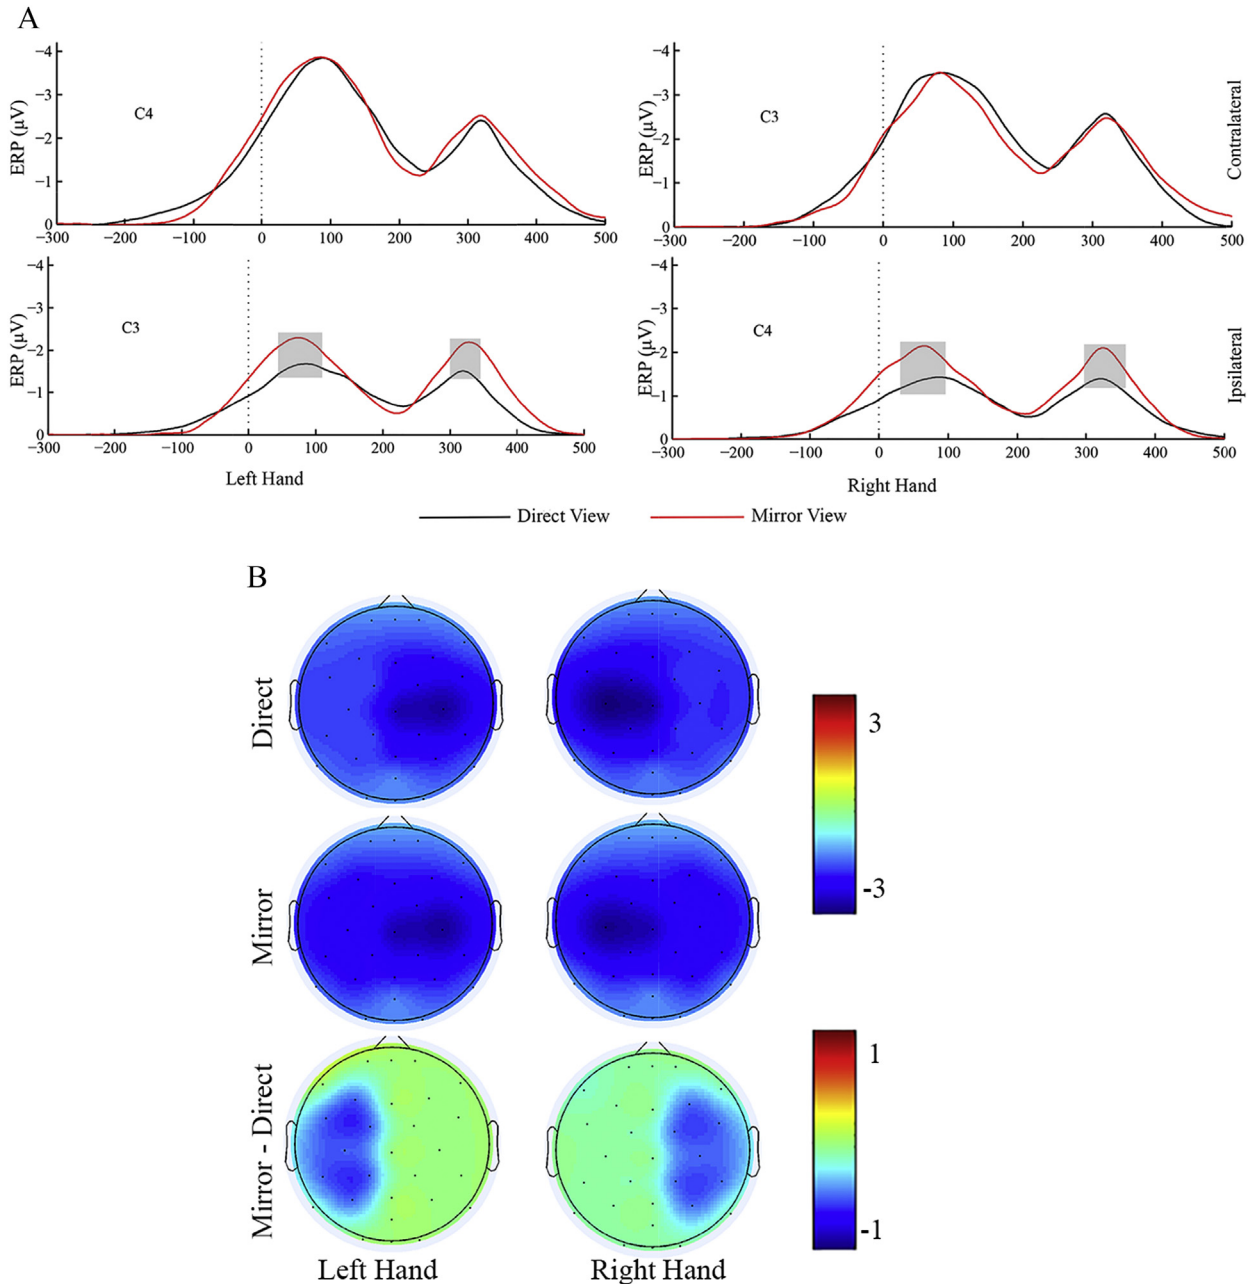 A
−4 −3 −2 −1 0
ERP (µV)
C4
−300 −200 −100 0 100 200 300 400 500
−4 −3 −2 −1 0
ERP (µV)
C3
−300 −200 −100 0 100 200 300 400 500
Contralateral
−4 −3 −2 −1 0
ERP (µV)
C3
−300 −200 −100 0 100 200 300 400 500
Left Hand
−4 −3 −2 −1 0
ERP (µV)
C4
−300 −200 −100 0 100 200 300 400 500
Right Hand
Ipsilateral
Direct View
Mirror View
B
Direct
Mirror
Mirror - Direct
3
-3
1
-1
Left Hand
Right Hand